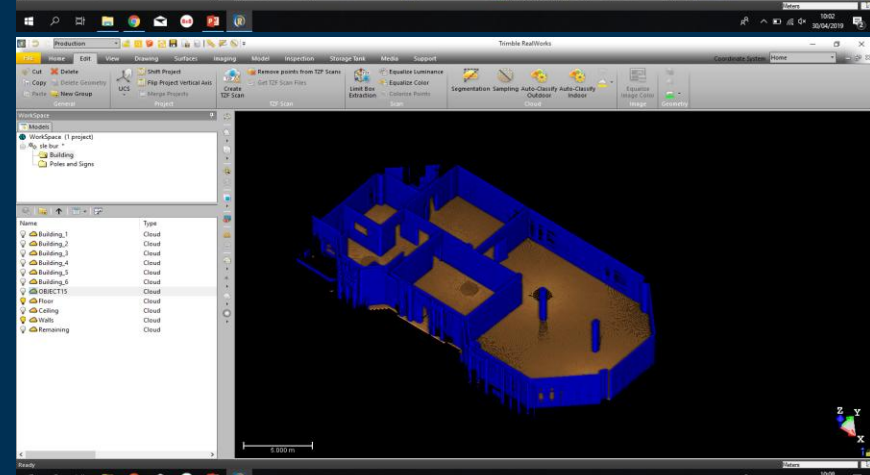 Meters
10:02
30/04/2019
Production
Trimble RealWorks
Home Edit View Drawing Surfaces Imaging Model Inspection Storage Tank Media Support
Coordinate System Home
Cut Delete
Copy Delete Geometry
Paste New Group
General
UCS
Shift Project
Flip Project Vertical Axis
Merge Projects
Project
Create TZF Scan
Remove points from TZF Scans
Get TZF Scan Files
TZF Scan
Limit Box Extraction
Equalize Luminance
Equalize Color
Colorize Points
Scan
Segmentation Sampling Auto-Classify Outdoor Auto-Classify Indoor
Cloud
Equalize Image Color
Image
Geometry
WorkSpace
Models
WorkSpace (1 project)
sle bur *
Building
Poles and Signs
Name Type
Building_1 Cloud
Building_2 Cloud
Building_3 Cloud
Building_4 Cloud
Building_5 Cloud
Building_6 Cloud
OBJECT15 Cloud
Floor Cloud
Ceiling Cloud
Walls Cloud
Remaining Cloud
5.000 m
Z
Y
X
Ready
Meters
10:08